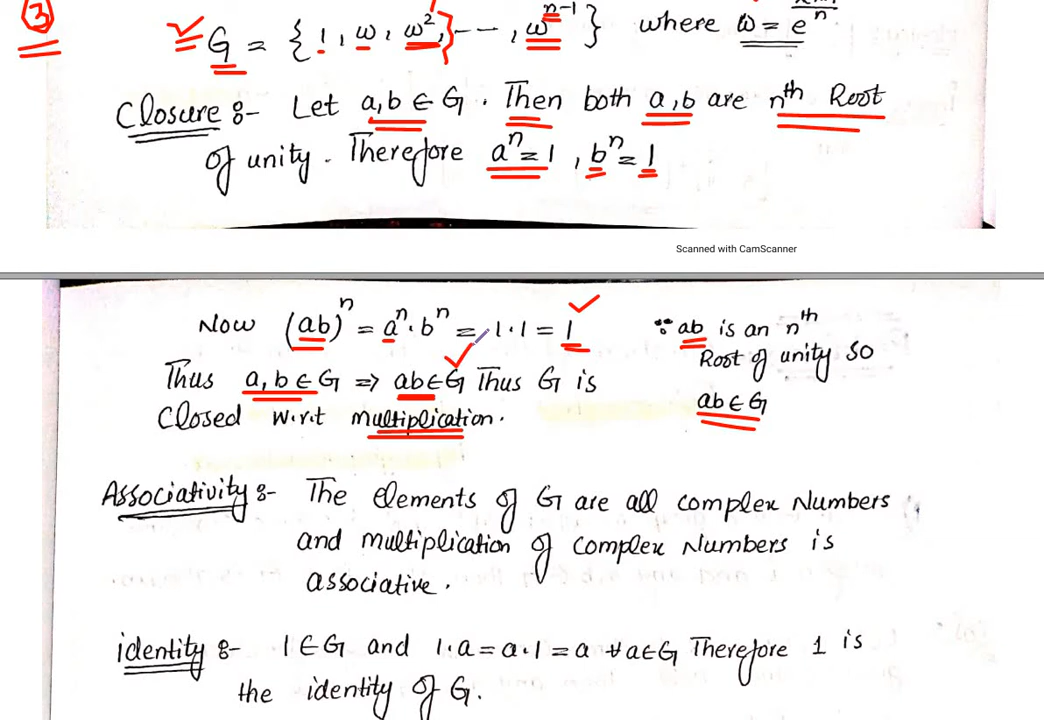 ③
G = { 1, ω, ω², --, ωⁿ⁻¹ } where ω = e
n
Closure :- Let a,b ∈ G. Then both a,b are nᵗʰ Root
of unity. Therefore aⁿ=1, bⁿ=1
Scanned with CamScanner
Now (ab)ⁿ = aⁿ·bⁿ = 1·1 = 1 ∵ ab is an nᵗʰ
Root of unity so
Thus a,b ∈ G ⇒ ab∈G Thus G is
ab∈G
Closed w.r.t multiplication.
Associativity :- The elements of G are all complex Numbers
and multiplication of complex Numbers is
associative.
identity :- 1∈G and 1·a = a·1 = a ∀ a∈G Therefore 1 is
the identity of G.